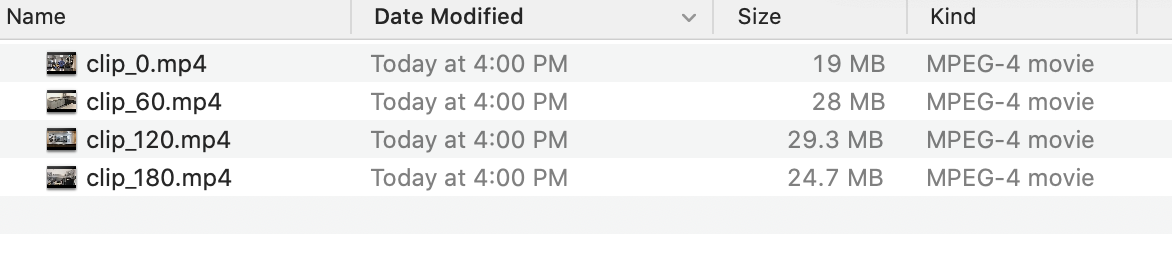 Name Date Modified Size Kind
clip_0.mp4 Today at 4:00 PM 19 MB MPEG-4 movie
clip_60.mp4 Today at 4:00 PM 28 MB MPEG-4 movie
clip_120.mp4 Today at 4:00 PM 29.3 MB MPEG-4 movie
clip_180.mp4 Today at 4:00 PM 24.7 MB MPEG-4 movie